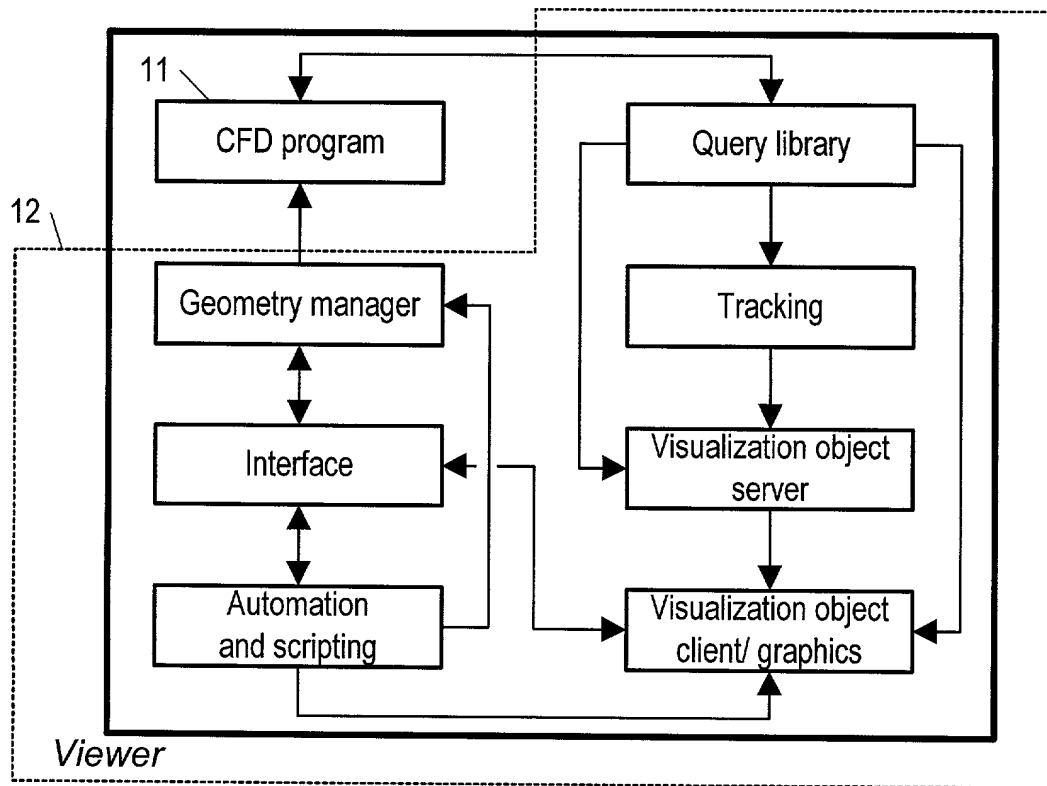 11
CFD program
Query library
12
Geometry manager
Tracking
Interface
Visualization object
server
Automation
and scripting
Visualization object
client/ graphics
Viewer